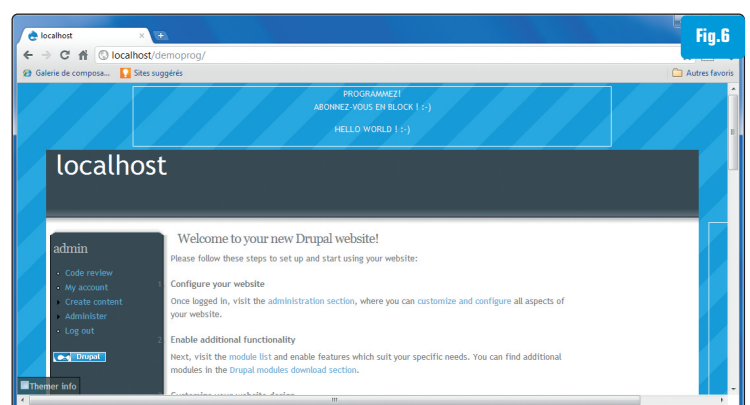 Fig.6
localhost
localhost/demoprog/
Galerie de composa... Sites suggérés Autres favoris
PROGRAMMEZ!
ABONNEZ-VOUS EN BLOCK ! :-)
HELLO WORLD ! :-)
localhost
admin
Code review
My account
Create content
Administer
Log out
Drupal
Welcome to your new Drupal website!
Please follow these steps to set up and start using your website:
1 Configure your website
Once logged in, visit the administration section, where you can customize and configure all aspects of
your website.
2 Enable additional functionality
Next, visit the module list and enable features which suit your specific needs. You can find additional
modules in the Drupal modules download section.
Customize your website design
Themer info